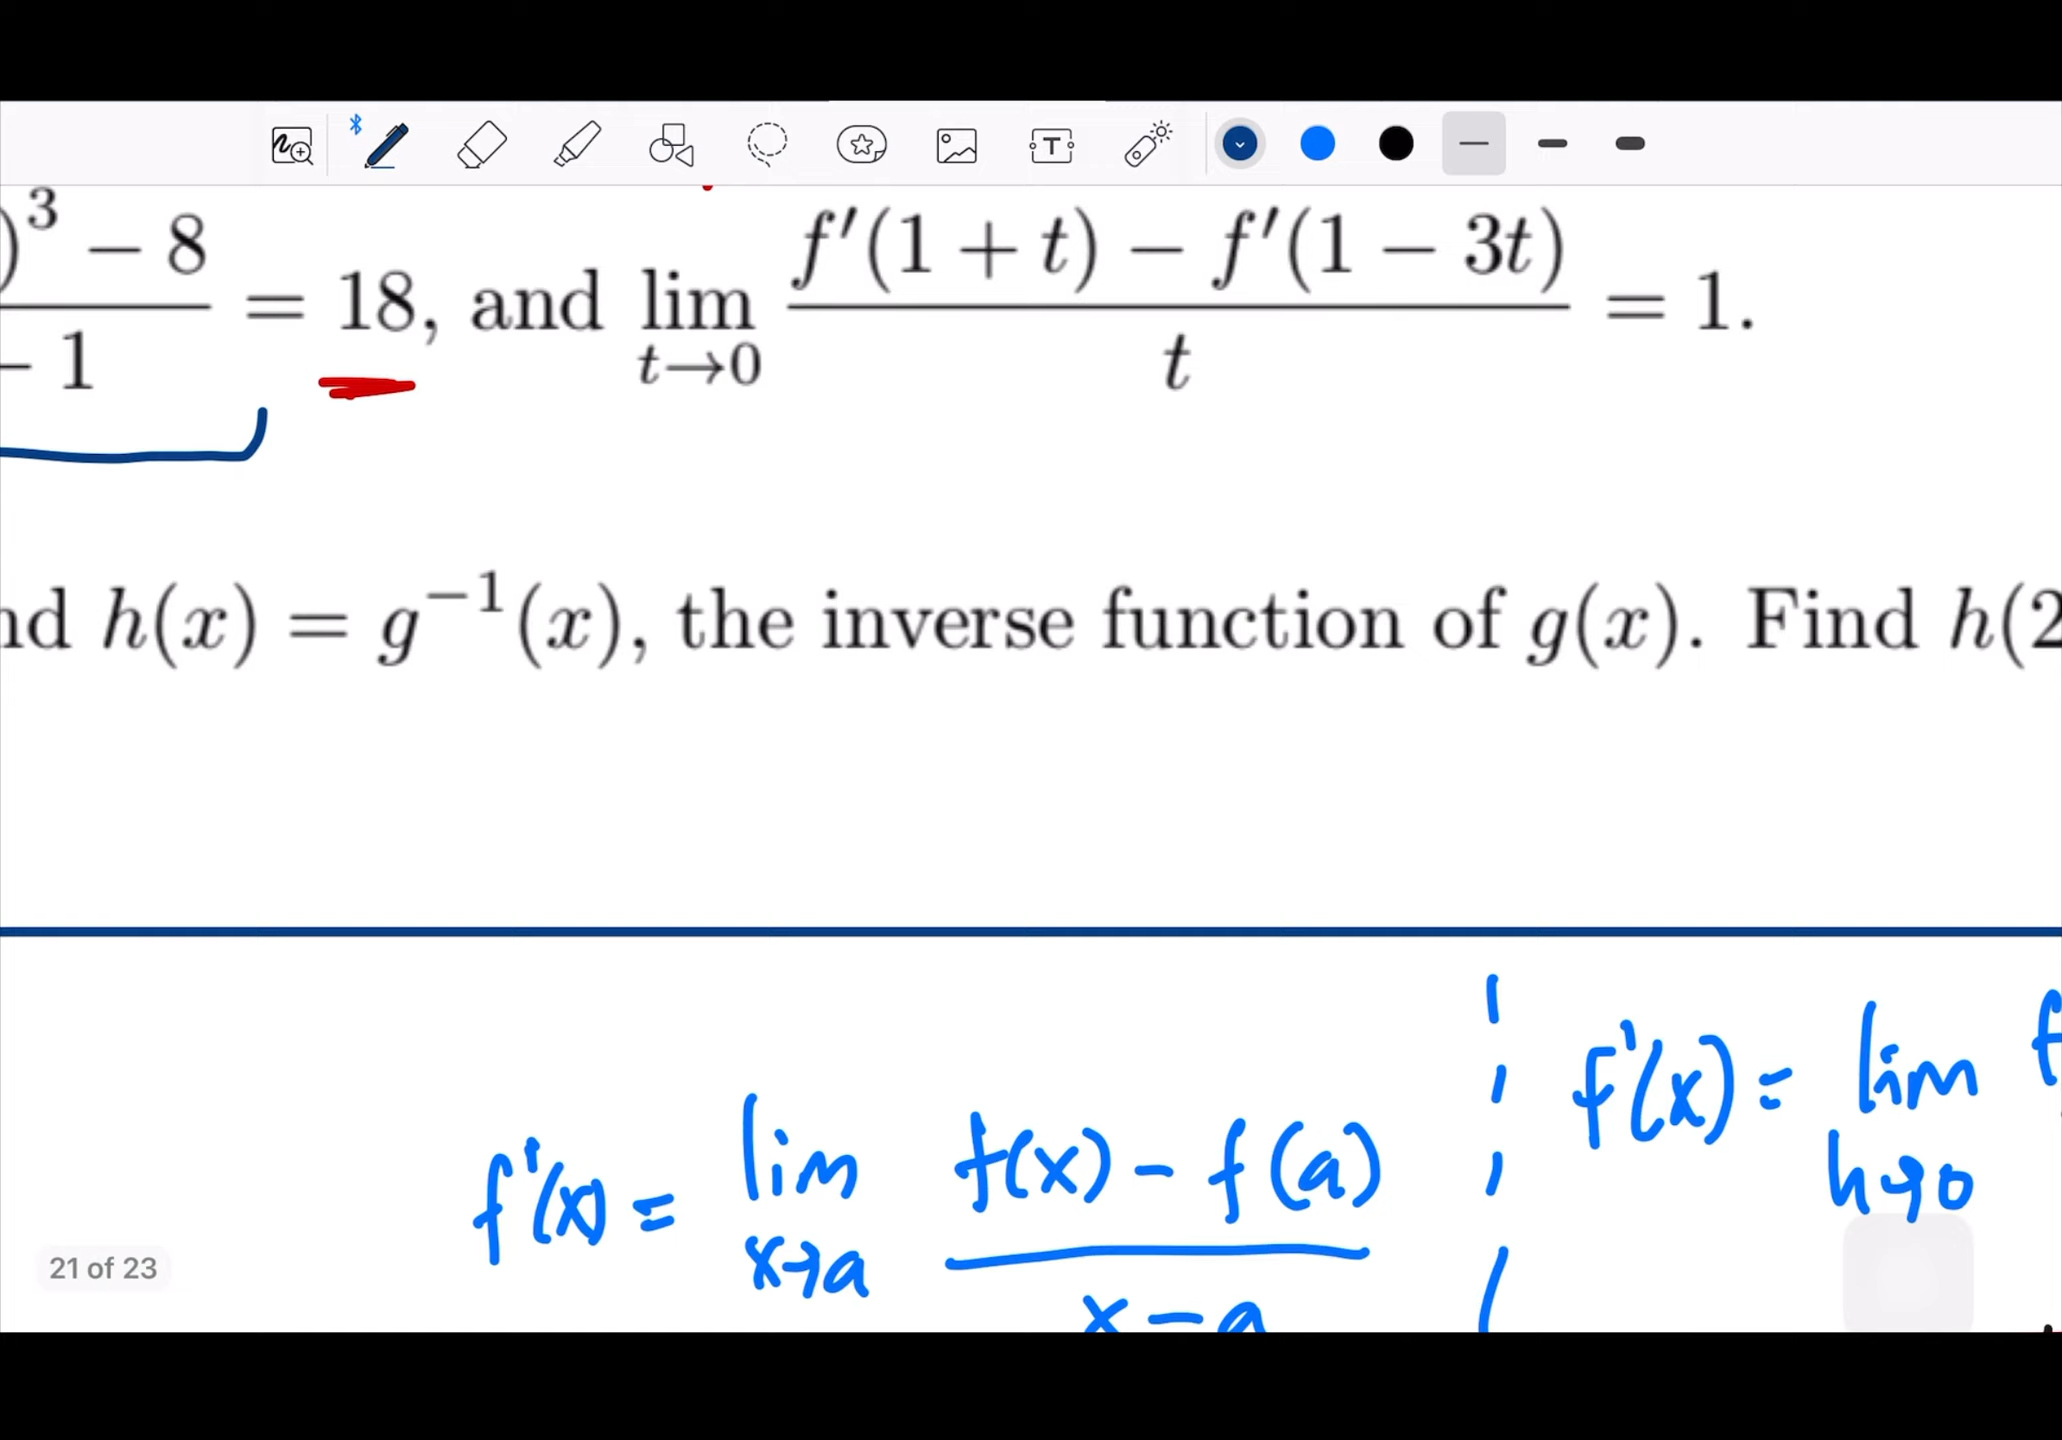 )³ − 8 / − 1 = 18, and lim t→0 f′(1 + t) − f′(1 − 3t) / t = 1.
nd h(x) = g⁻¹(x), the inverse function of g(x). Find h(2
f'(x) = lim x→a f(x) − f(a) / x − a
f'(x) = lim h→0 f
21 of 23